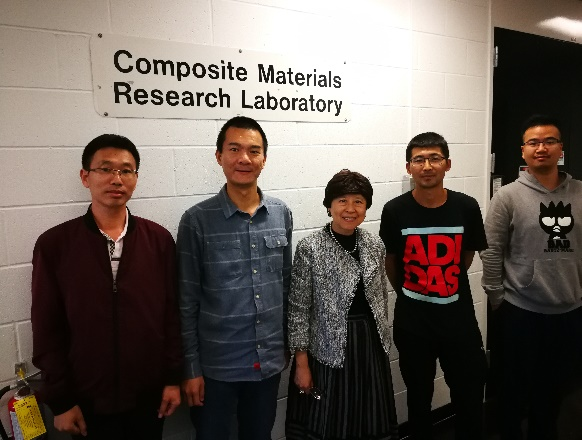 Composite Materials
Research Laboratory
ADI
DAS